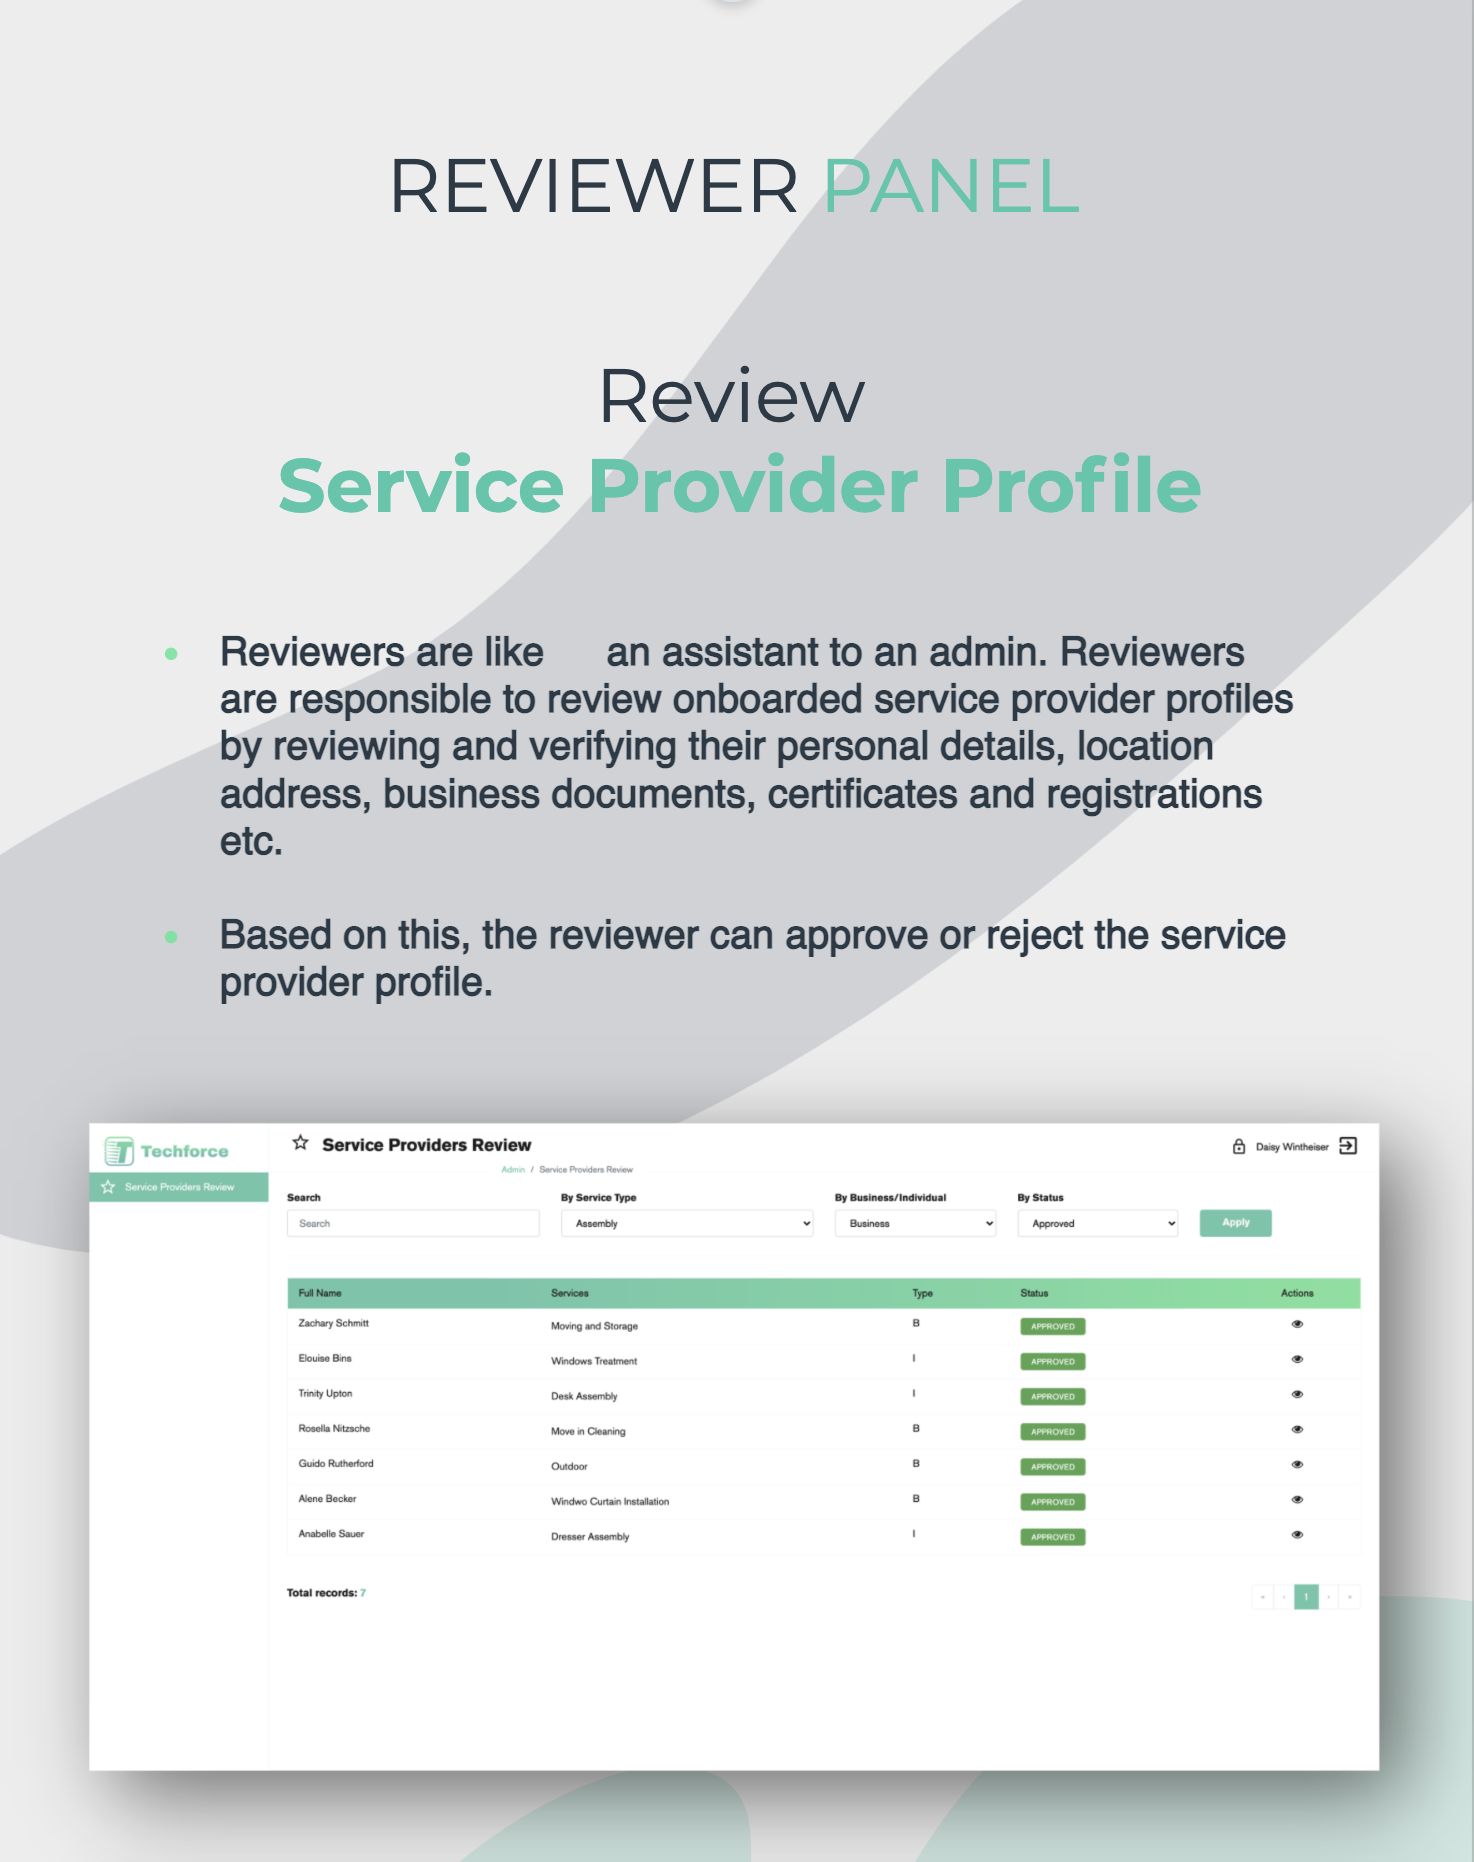 REVIEWER PANEL
Review
Service Provider Profile
Reviewers are like an assistant to an admin. Reviewers
are responsible to review onboarded service provider profiles
by reviewing and verifying their personal details, location
address, business documents, certificates and registrations
etc.
Based on this, the reviewer can approve or reject the service
provider profile.
Techforce
Service Providers Review
Daisy Wintheiser
Admin / Service Providers Review
Service Providers Review
Search By Service Type By Business/Individual By Status
Search Assembly Business Approved Apply
Full Name Services Type Status Actions
Zachary Schmitt Moving and Storage B APPROVED
Elouise Bins Windows Treatment I APPROVED
Trinity Upton Desk Assembly I APPROVED
Rosella Nitzsche Move in Cleaning B APPROVED
Guido Rutherford Outdoor B APPROVED
Alene Becker Windwo Curtain Installation B APPROVED
Anabelle Sauer Dresser Assembly I APPROVED
Total records: 7
« ‹ 1 › »